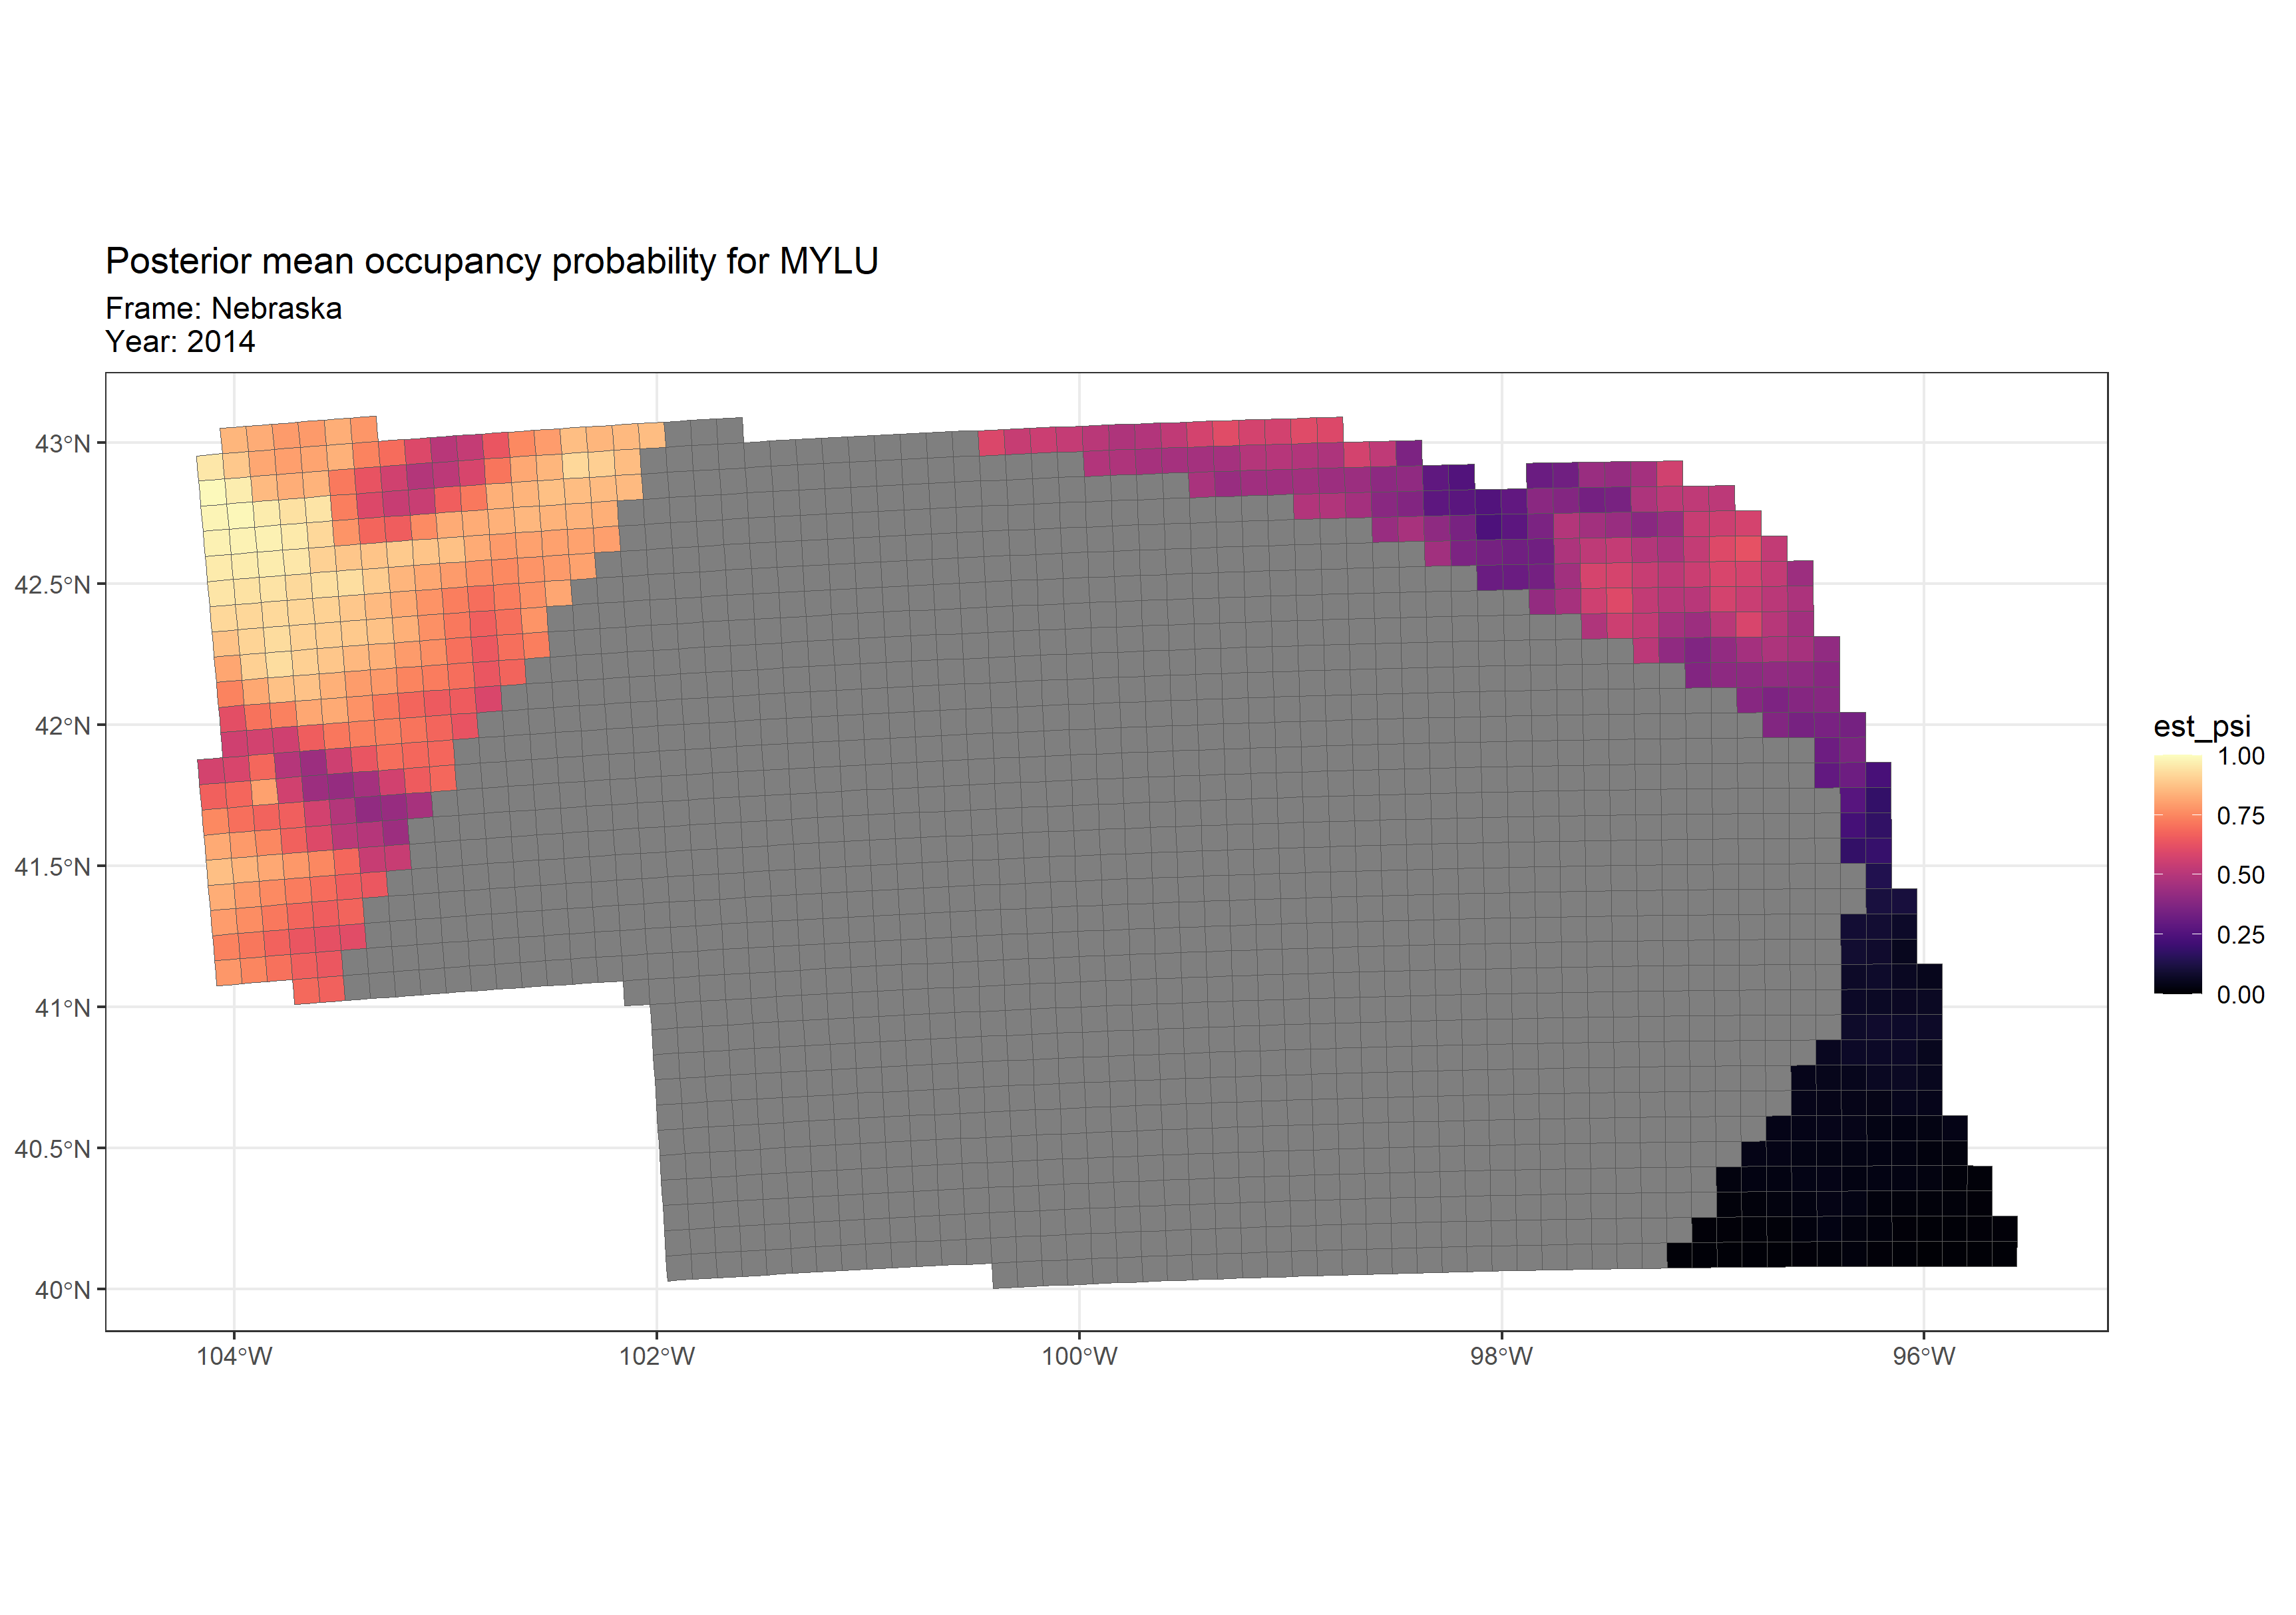 Posterior mean occupancy probability for MYLU
Frame: Nebraska
Year: 2014
43°N
42.5°N
42°N
41.5°N
41°N
40.5°N
40°N
104°W
102°W
100°W
98°W
96°W
est_psi
1.00
0.75
0.50
0.25
0.00